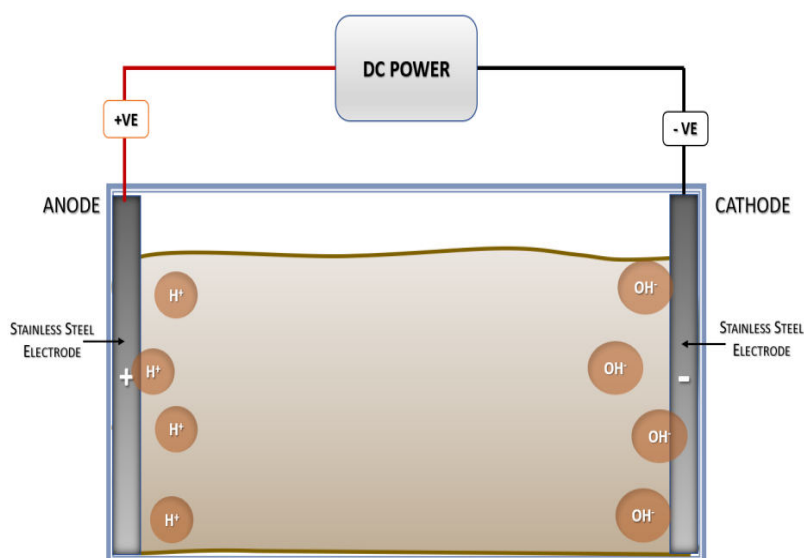 DC POWER
+VE
- VE
ANODE
CATHODE
STAINLESS STEEL
ELECTRODE
STAINLESS STEEL
ELECTRODE
+
-
H⁺
H⁺
H⁺
H⁺
OH⁻
OH⁻
OH⁻
OH⁻